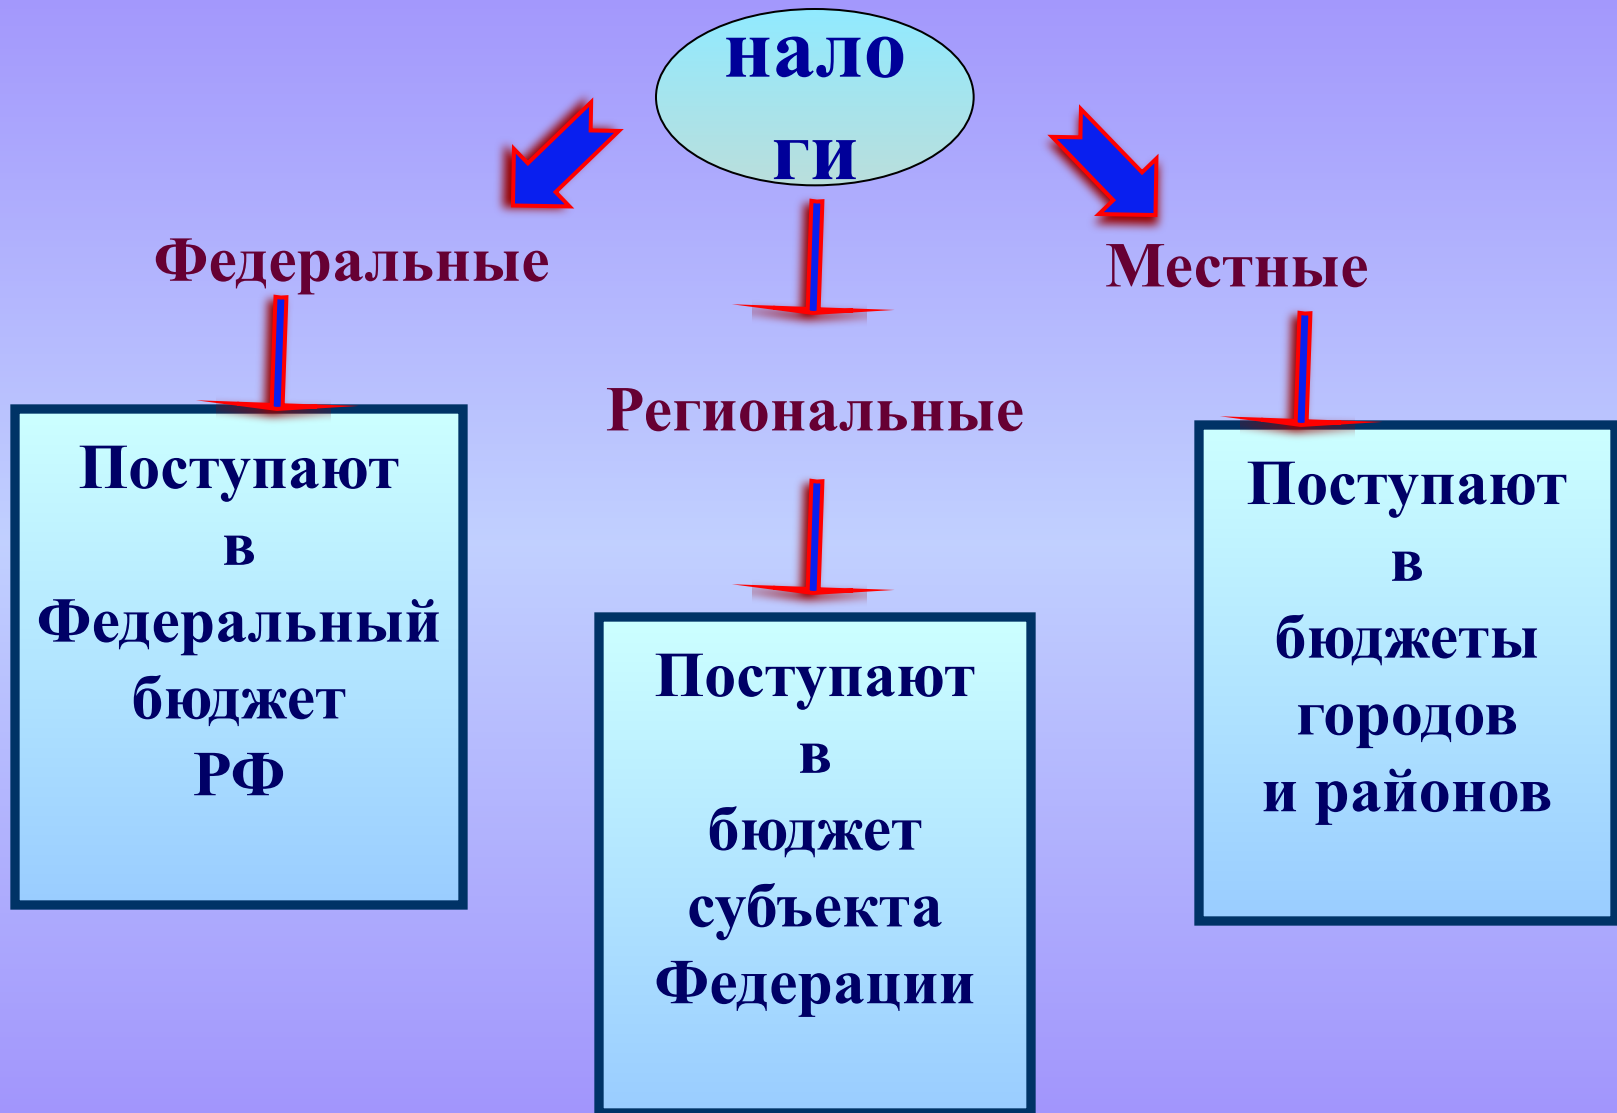 нало
ги
Федеральные
Местные
Региональные
Поступают
в
Федеральный
бюджет
РФ
Поступают
в
бюджет
субъекта
Федерации
Поступают
в
бюджеты
городов
и районов